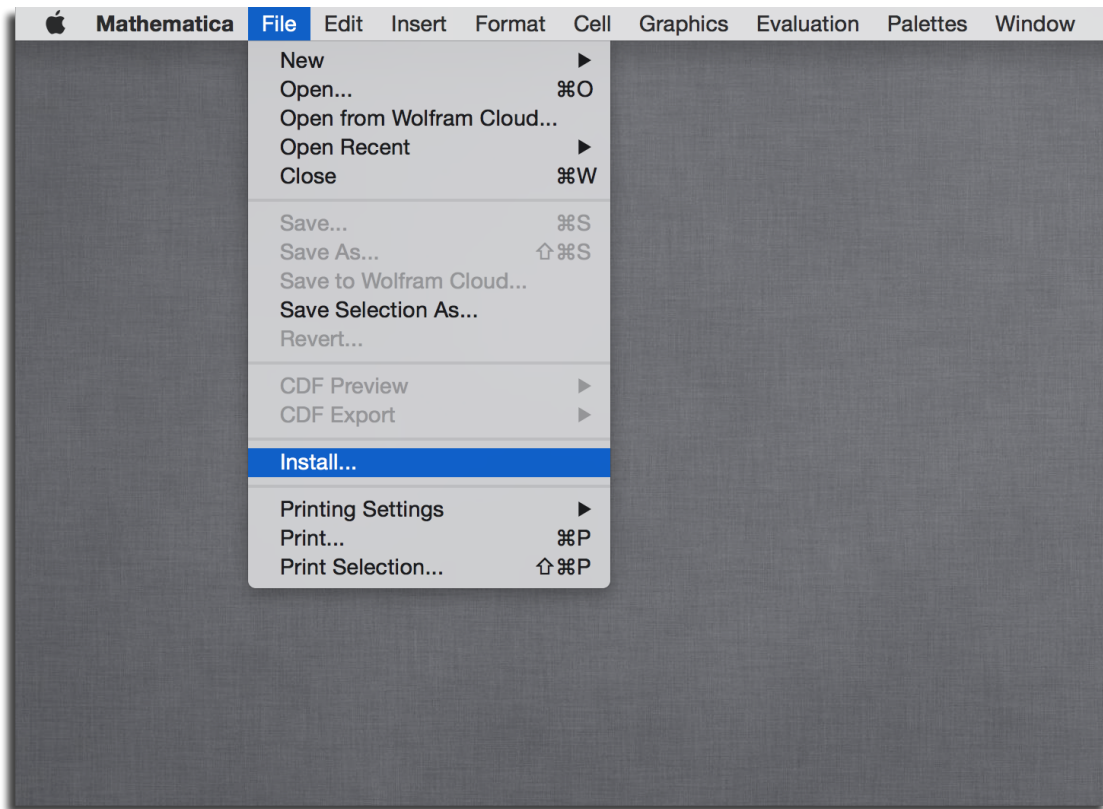 Mathematica File Edit Insert Format Cell Graphics Evaluation Palettes Window
New ▶
Open... ⌘O
Open from Wolfram Cloud...
Open Recent ▶
Close ⌘W
Save... ⌘S
Save As... ⇧⌘S
Save to Wolfram Cloud...
Save Selection As...
Revert...
CDF Preview ▶
CDF Export ▶
Install...
Printing Settings ▶
Print... ⌘P
Print Selection... ⇧⌘P